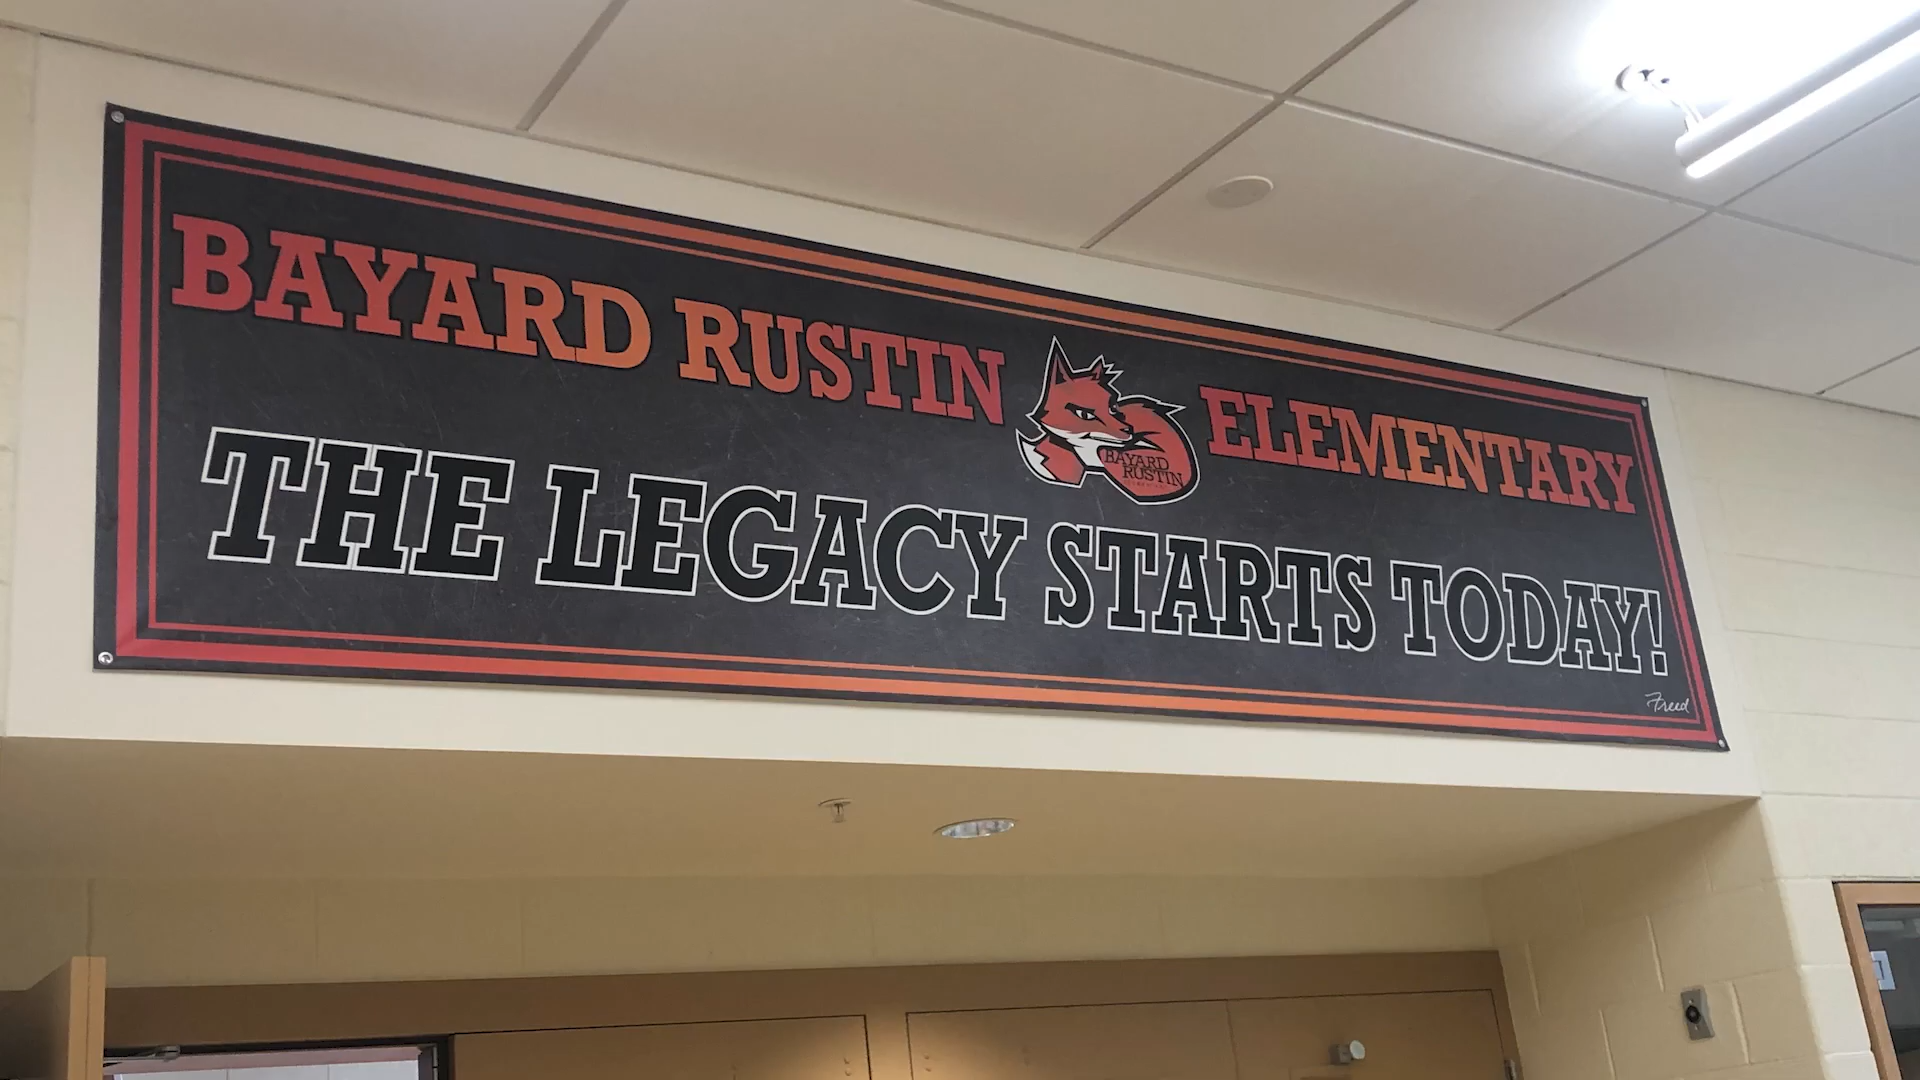 BAYARD RUSTIN ELEMENTARY
BAYARD
RUSTIN
THE LEGACY STARTS TODAY!
Freed